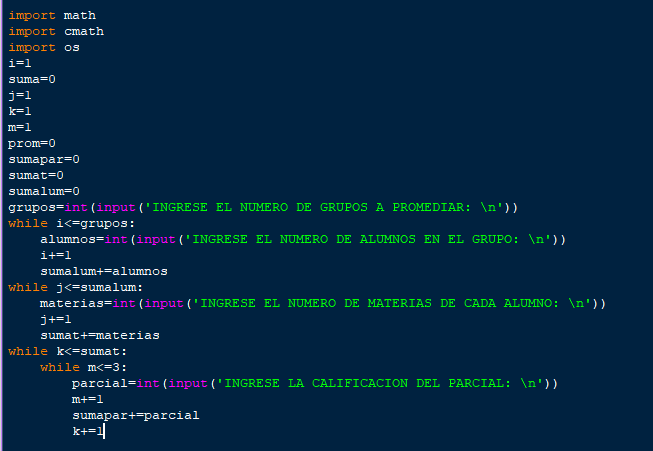 import math
import cmath
import os
i=1
suma=0
j=1
k=1
m=1
prom=0
sumapar=0
sumat=0
sumalum=0
grupos=int(input('INGRESE EL NUMERO DE GRUPOS A PROMEDIAR: \n'))
while i<=grupos:
    alumnos=int(input('INGRESE EL NUMERO DE ALUMNOS EN EL GRUPO: \n'))
    i+=1
    sumalum+=alumnos
while j<=sumalum:
    materias=int(input('INGRESE EL NUMERO DE MATERIAS DE CADA ALUMNO: \n'))
    j+=1
    sumat+=materias
while k<=sumat:
    while m<=3:
        parcial=int(input('INGRESE LA CALIFICACION DEL PARCIAL: \n'))
        m+=1
        sumapar+=parcial
        k+=1